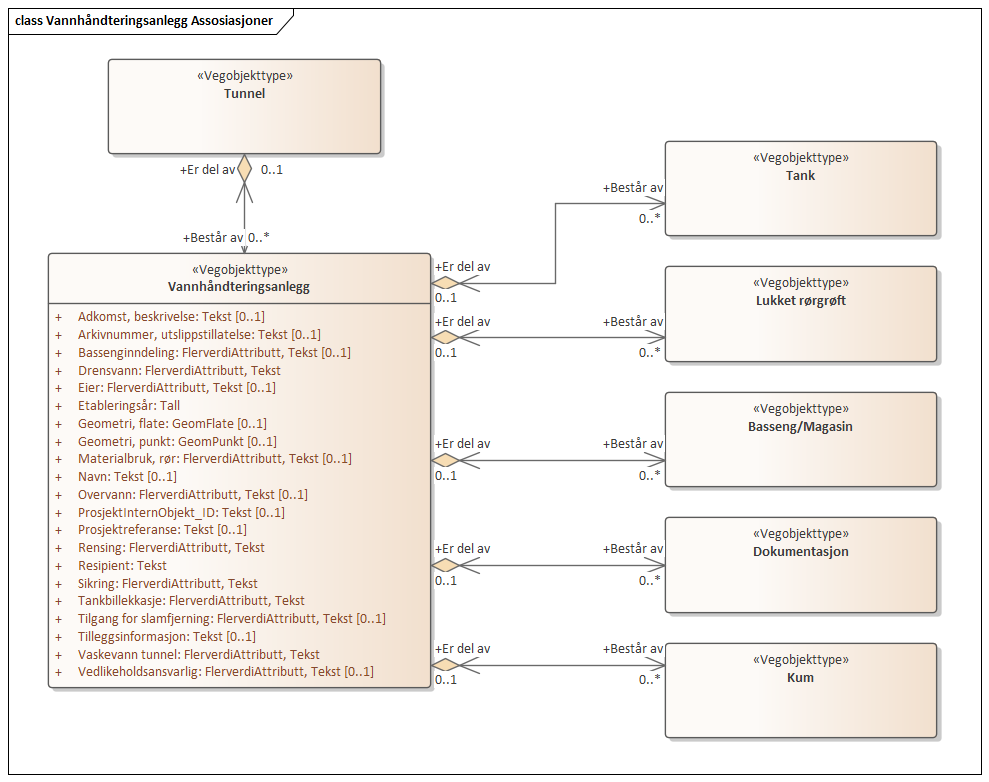 class Vannhåndteringsanlegg Assosiasjoner
«Vegobjekttype»
Tunnel
+Er del av 0..1
+Består av 0..*
«Vegobjekttype»
Vannhåndteringsanlegg
+ Adkomst, beskrivelse: Tekst [0..1]
+ Arkivnummer, utslippstillatelse: Tekst [0..1]
+ Bassenginndeling: FlerverdiAttributt, Tekst [0..1]
+ Drensvann: FlerverdiAttributt, Tekst
+ Eier: FlerverdiAttributt, Tekst [0..1]
+ Etableringsår: Tall
+ Geometri, flate: GeomFlate [0..1]
+ Geometri, punkt: GeomPunkt [0..1]
+ Materialbruk, rør: FlerverdiAttributt, Tekst [0..1]
+ Navn: Tekst [0..1]
+ Overvann: FlerverdiAttributt, Tekst [0..1]
+ ProsjektInternObjekt_ID: Tekst [0..1]
+ Prosjektreferanse: Tekst [0..1]
+ Rensing: FlerverdiAttributt, Tekst
+ Resipient: Tekst
+ Sikring: FlerverdiAttributt, Tekst
+ Tankbillekkasje: FlerverdiAttributt, Tekst
+ Tilgang for slamfjerning: FlerverdiAttributt, Tekst [0..1]
+ Tilleggsinformasjon: Tekst [0..1]
+ Vaskevann tunnel: FlerverdiAttributt, Tekst
+ Vedlikeholdsansvarlig: FlerverdiAttributt, Tekst [0..1]
+Er del av
0..1
+Består av
0..*
«Vegobjekttype»
Tank
+Er del av
0..1
+Består av
0..*
«Vegobjekttype»
Lukket rørgrøft
+Er del av
0..1
+Består av
0..*
«Vegobjekttype»
Basseng/Magasin
+Er del av
0..1
+Består av
0..*
«Vegobjekttype»
Dokumentasjon
+Er del av
0..1
+Består av
0..*
«Vegobjekttype»
Kum